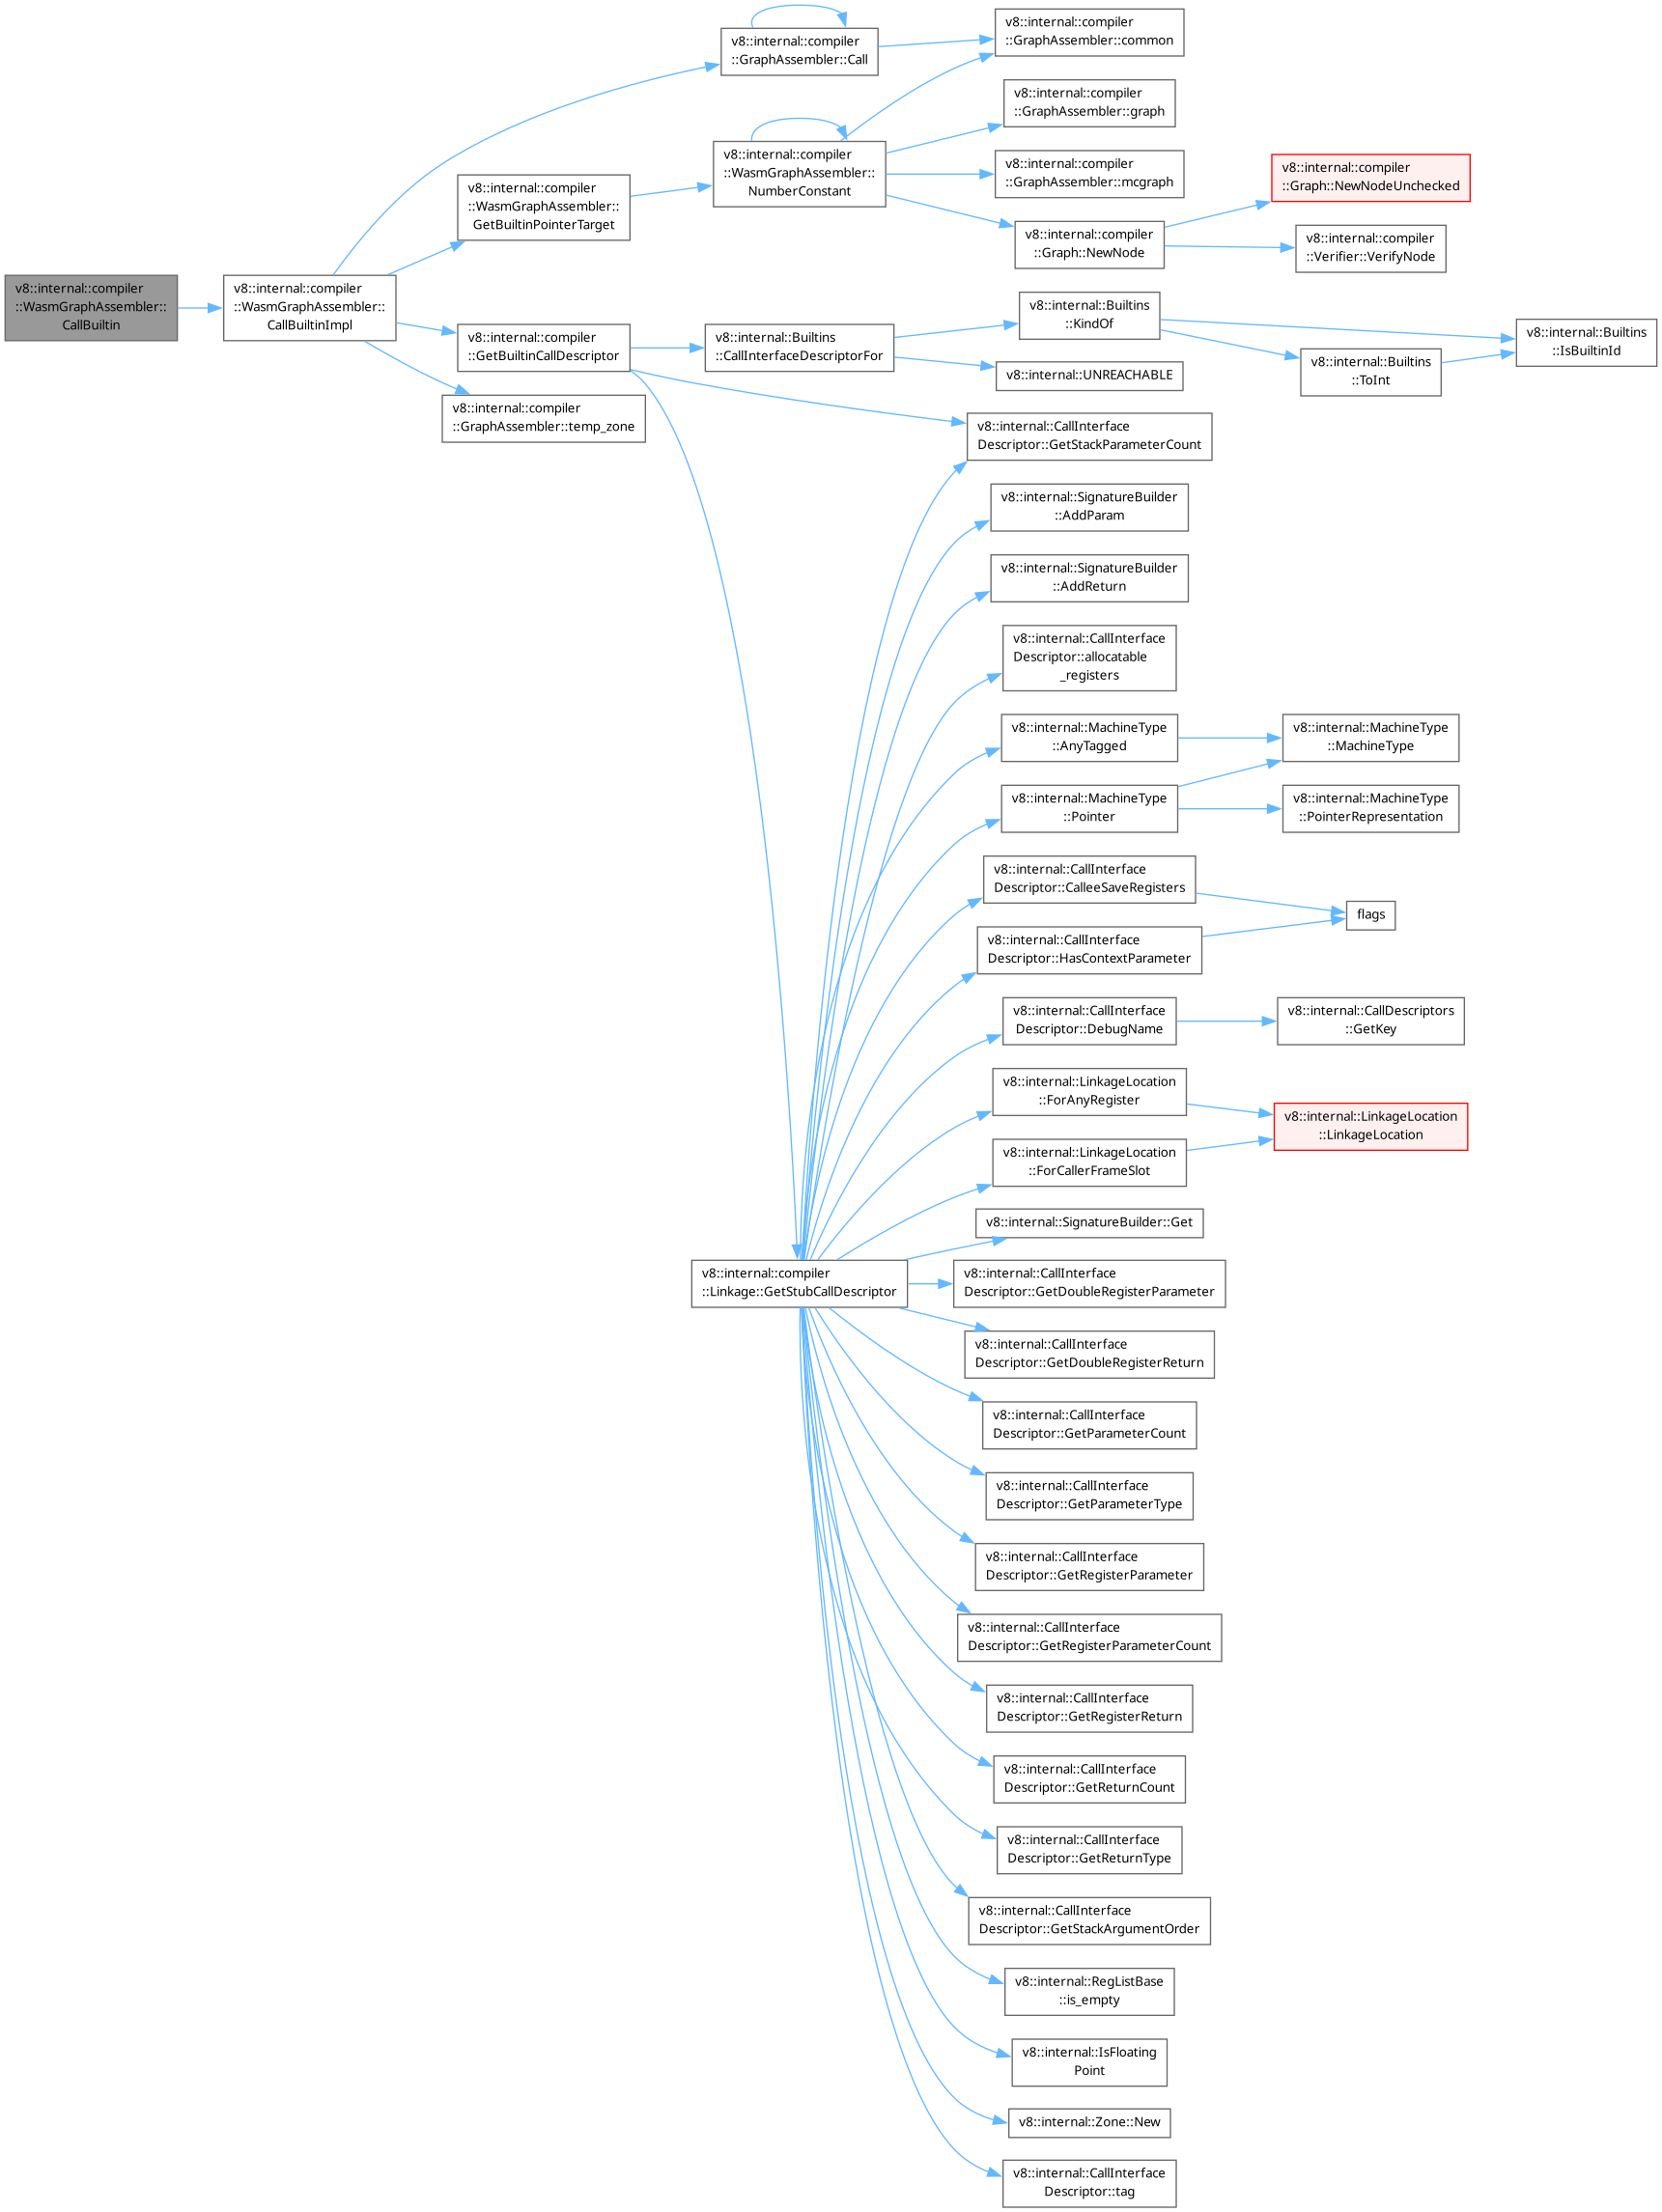 v8::internal::compiler
::WasmGraphAssembler::
CallBuiltin
v8::internal::compiler
::WasmGraphAssembler::
CallBuiltinImpl
v8::internal::compiler
::GraphAssembler::Call
v8::internal::compiler
::GraphAssembler::common
v8::internal::compiler
::WasmGraphAssembler::
GetBuiltinPointerTarget
v8::internal::compiler
::WasmGraphAssembler::
NumberConstant
v8::internal::compiler
::GraphAssembler::graph
v8::internal::compiler
::GraphAssembler::mcgraph
v8::internal::compiler
::Graph::NewNode
v8::internal::compiler
::Graph::NewNodeUnchecked
v8::internal::compiler
::Verifier::VerifyNode
v8::internal::compiler
::GetBuiltinCallDescriptor
v8::internal::Builtins
::CallInterfaceDescriptorFor
v8::internal::Builtins
::KindOf
v8::internal::Builtins
::IsBuiltinId
v8::internal::Builtins
::ToInt
v8::internal::UNREACHABLE
v8::internal::compiler
::GraphAssembler::temp_zone
v8::internal::CallInterface
Descriptor::GetStackParameterCount
v8::internal::SignatureBuilder
::AddParam
v8::internal::SignatureBuilder
::AddReturn
v8::internal::CallInterface
Descriptor::allocatable
_registers
v8::internal::MachineType
::AnyTagged
v8::internal::MachineType
::MachineType
v8::internal::MachineType
::Pointer
v8::internal::MachineType
::PointerRepresentation
v8::internal::CallInterface
Descriptor::CalleeSaveRegisters
flags
v8::internal::CallInterface
Descriptor::HasContextParameter
v8::internal::CallInterface
Descriptor::DebugName
v8::internal::CallDescriptors
::GetKey
v8::internal::LinkageLocation
::ForAnyRegister
v8::internal::LinkageLocation
::LinkageLocation
v8::internal::LinkageLocation
::ForCallerFrameSlot
v8::internal::SignatureBuilder::Get
v8::internal::compiler
::Linkage::GetStubCallDescriptor
v8::internal::CallInterface
Descriptor::GetDoubleRegisterParameter
v8::internal::CallInterface
Descriptor::GetDoubleRegisterReturn
v8::internal::CallInterface
Descriptor::GetParameterCount
v8::internal::CallInterface
Descriptor::GetParameterType
v8::internal::CallInterface
Descriptor::GetRegisterParameter
v8::internal::CallInterface
Descriptor::GetRegisterParameterCount
v8::internal::CallInterface
Descriptor::GetRegisterReturn
v8::internal::CallInterface
Descriptor::GetReturnCount
v8::internal::CallInterface
Descriptor::GetReturnType
v8::internal::CallInterface
Descriptor::GetStackArgumentOrder
v8::internal::RegListBase
::is_empty
v8::internal::IsFloating
Point
v8::internal::Zone::New
v8::internal::CallInterface
Descriptor::tag